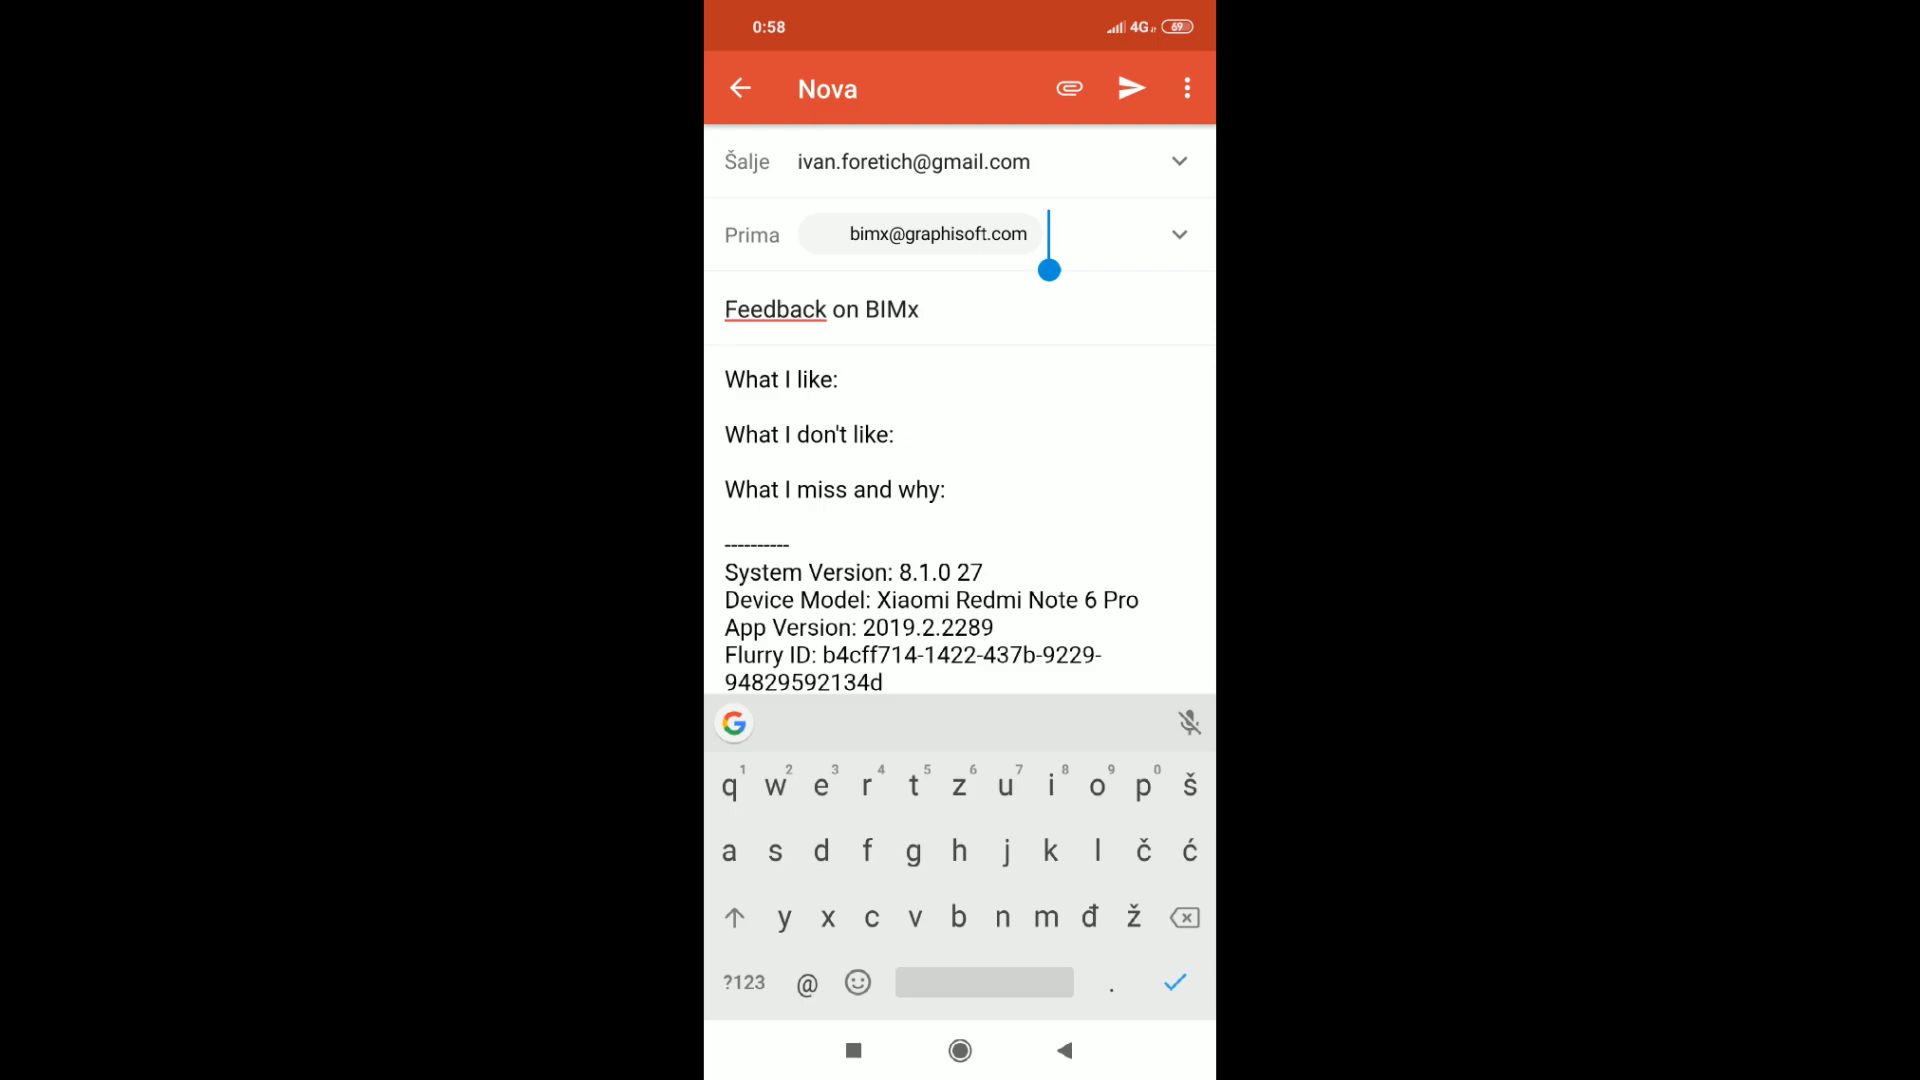 0:58 4G 69
Nova
Šalje ivan.foretich@gmail.com
Prima bimx@graphisoft.com
Feedback on BIMx
What I like:
What I don't like:
What I miss and why:
----------
System Version: 8.1.0 27
Device Model: Xiaomi Redmi Note 6 Pro
App Version: 2019.2.2289
Flurry ID: b4cff714-1422-437b-9229-
94829592134d
G
1 2 3 4 5 6 7 8 9 0
q w e r t z u i o p š
a s d f g h j k l č ć
y x c v b n m đ ž
?123 @ .